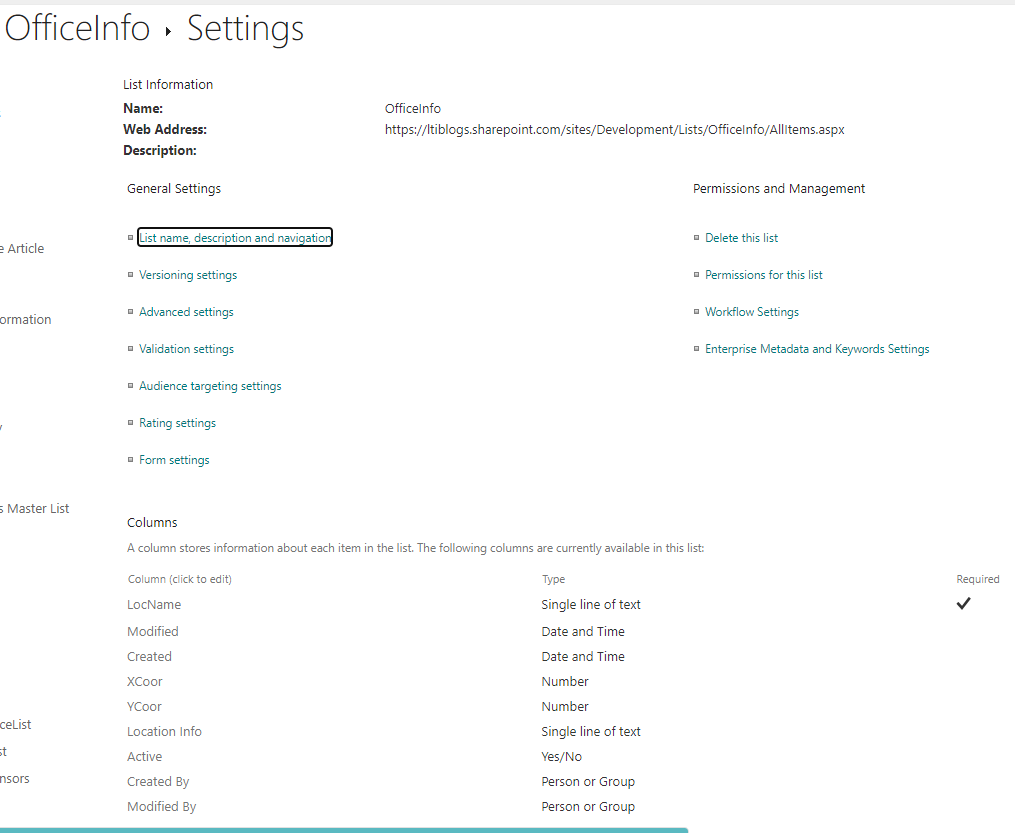 OfficeInfo ▸ Settings
List Information
Name: OfficeInfo
Web Address: https://ltiblogs.sharepoint.com/sites/Development/Lists/OfficeInfo/AllItems.aspx
Description:
General Settings
Permissions and Management
List name, description and navigation
Delete this list
e Article
Versioning settings
Permissions for this list
Advanced settings
Workflow Settings
ormation
Validation settings
Enterprise Metadata and Keywords Settings
Audience targeting settings
Rating settings
Form settings
s Master List
Columns
A column stores information about each item in the list. The following columns are currently available in this list:
Column (click to edit) Type Required
LocName Single line of text ✓
Modified Date and Time
Created Date and Time
XCoor Number
YCoor Number
ceList
Location Info Single line of text
st
Active Yes/No
nsors
Created By Person or Group
Modified By Person or Group